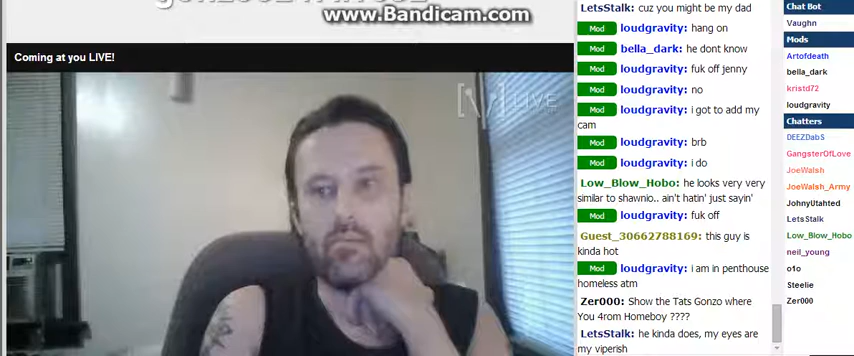 www.Bandicam.com
Coming at you LIVE!
LIVE
LetsStalk: cuz you might be my dad
Mod loudgravity: hang on
Mod bella_dark: he dont know
Mod loudgravity: fuk off jenny
Mod loudgravity: no
Mod loudgravity: i got to add my
cam
Mod loudgravity: brb
Mod loudgravity: i do
Low_Blow_Hobo: he looks very very
similar to shawnio.. ain't hatin' just sayin'
Mod loudgravity: fuk off
Guest_30662788169: this guy is
kinda hot
Mod loudgravity: i am in penthouse
homeless atm
Zer000: Show the Tats Gonzo where
You 4rom Homeboy ????
LetsStalk: he kinda does, my eyes are
my viperish
Chat Bot
Vaughn
Mods
Artofdeath
bella_dark
kristd72
loudgravity
Chatters
DEEZDabS
GangsterOfLove
JoeWalsh
JoeWalsh_Army
JohnyUtahted
LetsStalk
Low_Blow_Hobo
neil_young
o1o
Steelie
Zer000